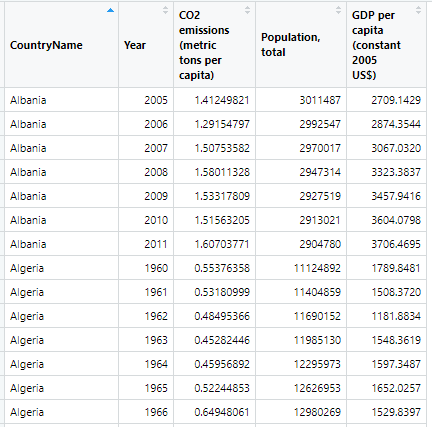 CountryName Year CO2 emissions (metric tons per capita) Population, total GDP per capita (constant 2005 US$)
Albania 2005 1.41249821 3011487 2709.1429
Albania 2006 1.29154797 2992547 2874.3544
Albania 2007 1.50753582 2970017 3067.0320
Albania 2008 1.58011328 2947314 3323.3837
Albania 2009 1.53317809 2927519 3457.9416
Albania 2010 1.51563205 2913021 3604.0798
Albania 2011 1.60703771 2904780 3706.4695
Algeria 1960 0.55376358 11124892 1789.8481
Algeria 1961 0.53180999 11404859 1508.3720
Algeria 1962 0.48495366 11690152 1181.8834
Algeria 1963 0.45282446 11985130 1548.3619
Algeria 1964 0.45956892 12295973 1597.3487
Algeria 1965 0.52244853 12626953 1652.0257
Algeria 1966 0.64948061 12980269 1529.8397